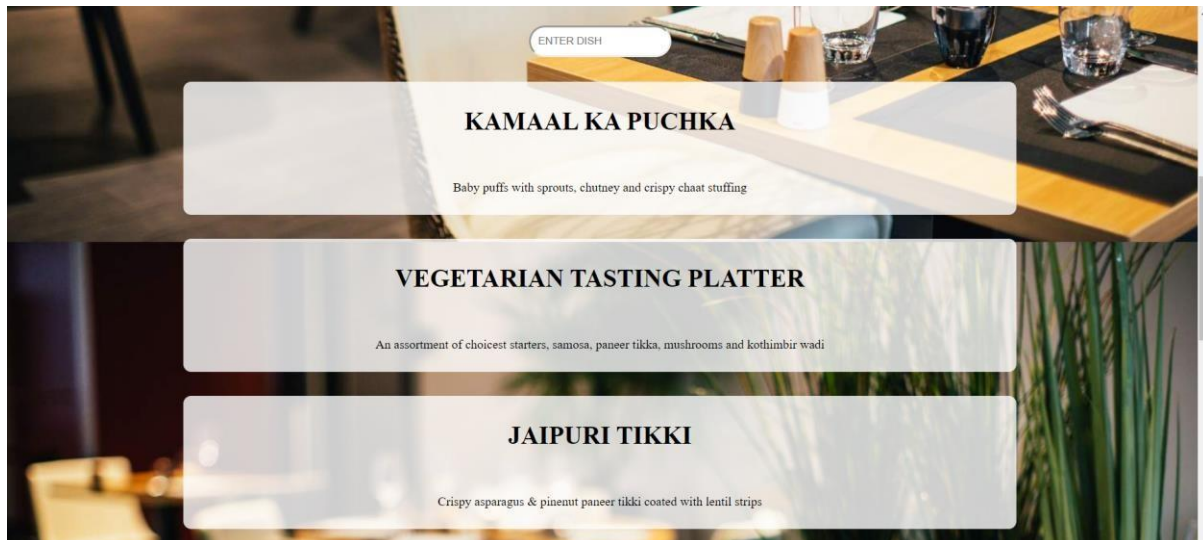 ENTER DISH
KAMAAL KA PUCHKA
Baby puffs with sprouts, chutney and crispy chaat stuffing
VEGETARIAN TASTING PLATTER
An assortment of choicest starters, samosa, paneer tikka, mushrooms and kothimbir wadi
JAIPURI TIKKI
Crispy asparagus & pinenut paneer tikki coated with lentil strips